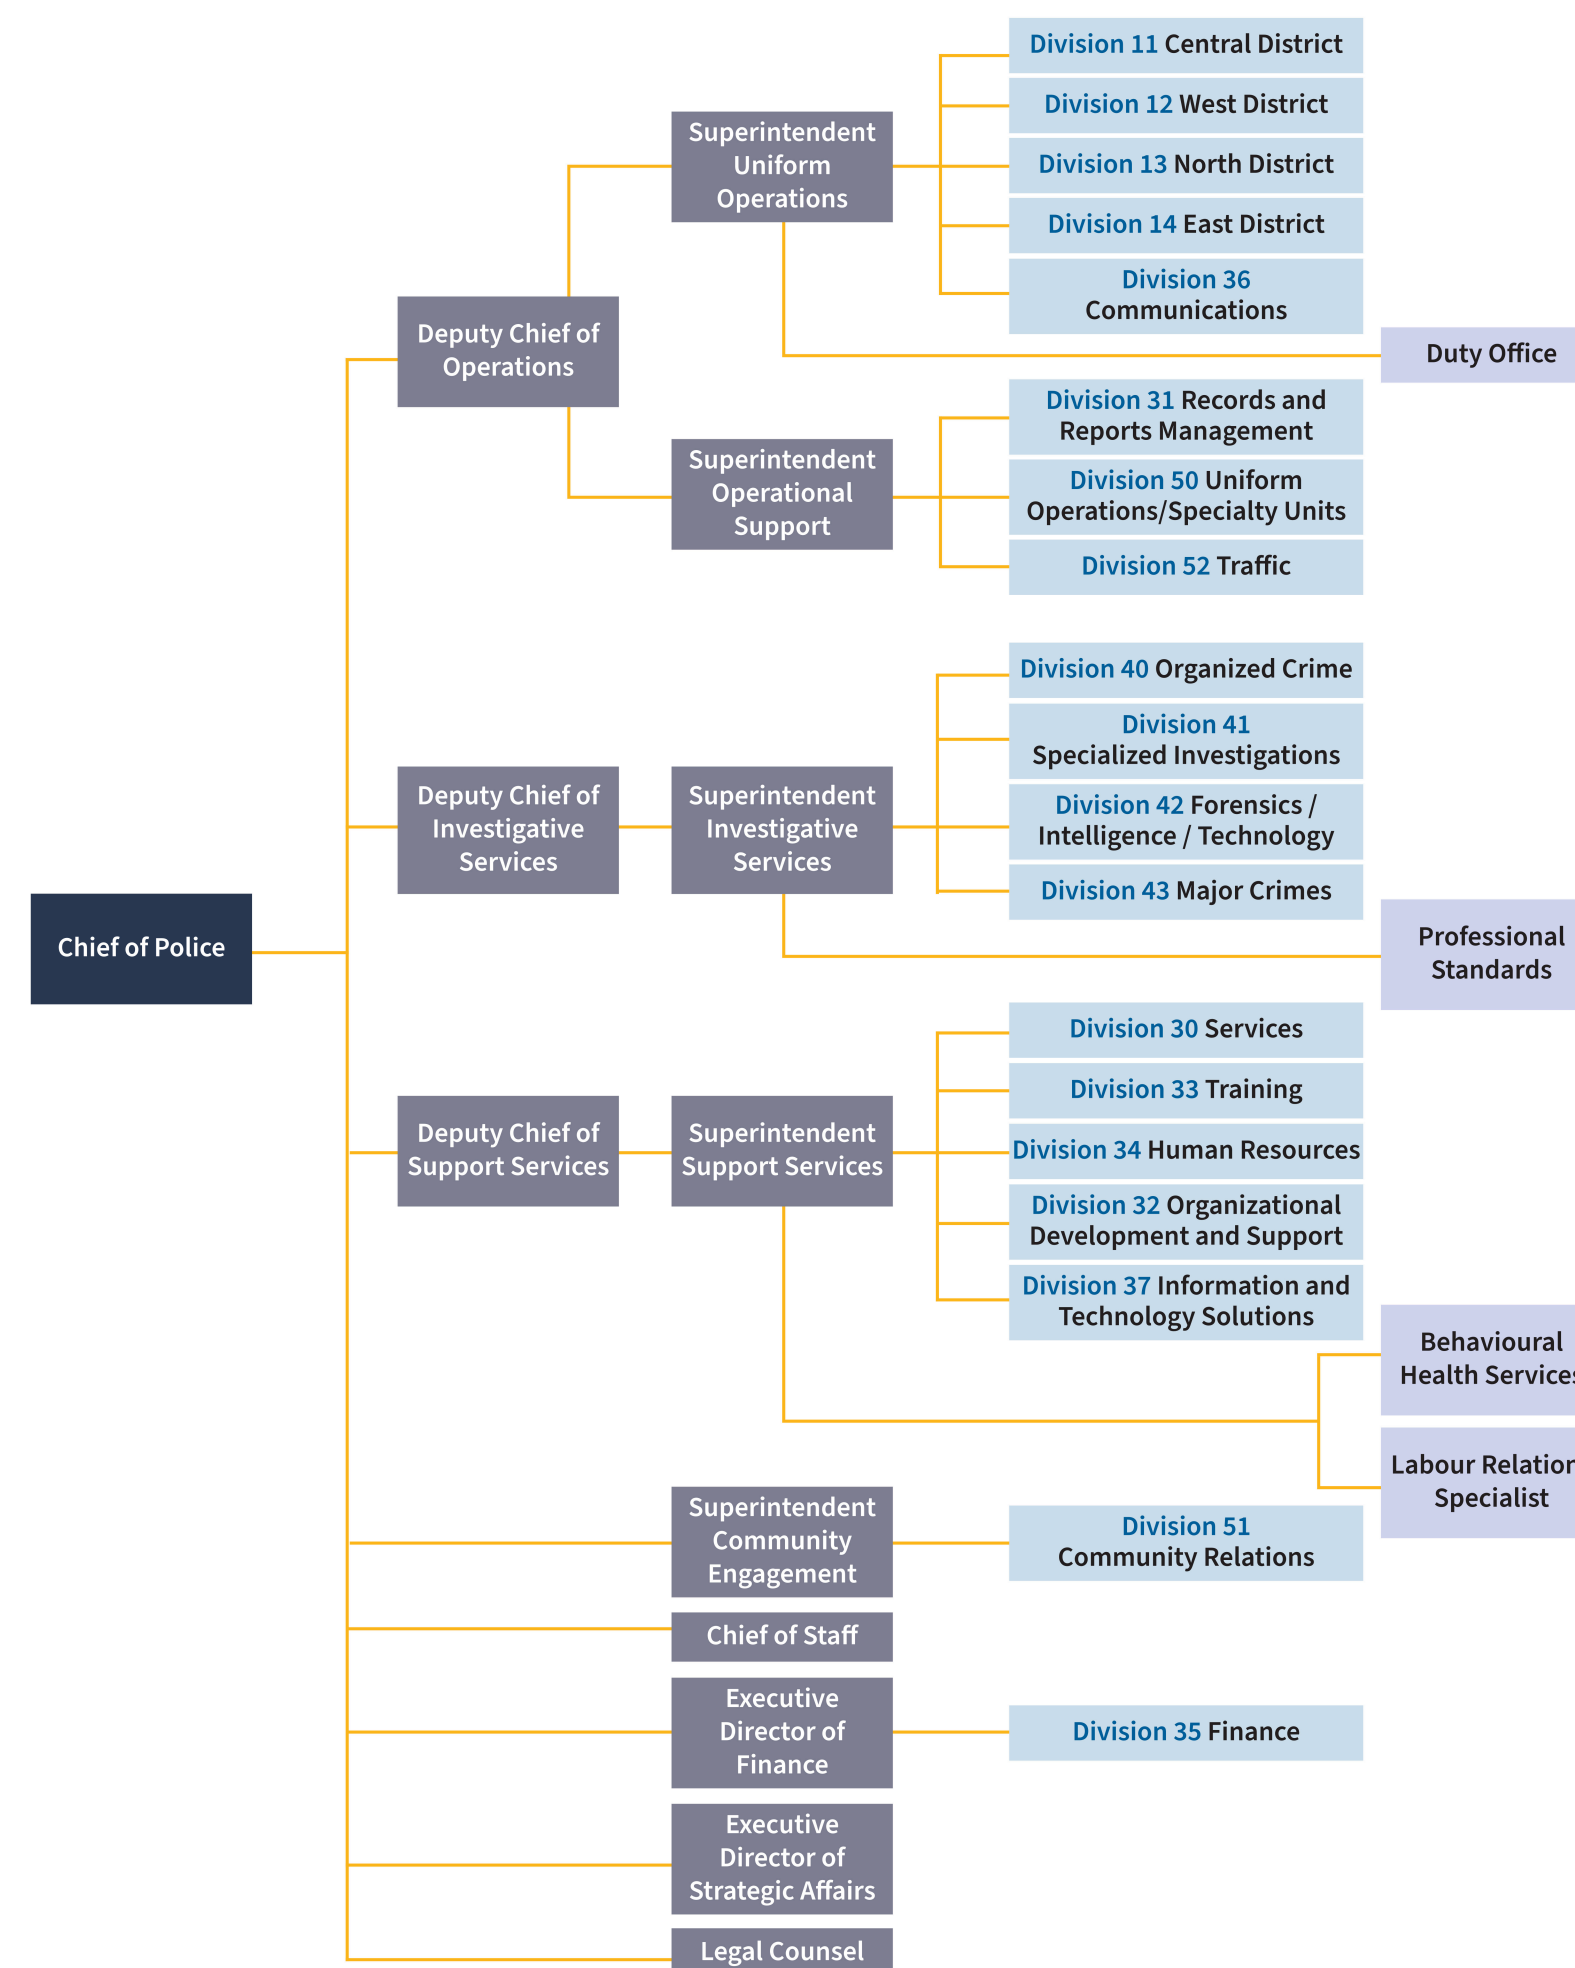 Division 11 Central District
Division 12 West District
Superintendent
Uniform
Operations
Division 13 North District
Division 14 East District
Division 36
Communications
Deputy Chief of
Operations
Duty Office
Division 31 Records and
Reports Management
Superintendent
Operational
Support
Division 50 Uniform
Operations/Specialty Units
Division 52 Traffic
Division 40 Organized Crime
Division 41
Specialized Investigations
Deputy Chief of
Investigative
Services
Superintendent
Investigative
Services
Division 42 Forensics /
Intelligence / Technology
Division 43 Major Crimes
Chief of Police
Professional
Standards
Division 30 Services
Division 33 Training
Deputy Chief of
Support Services
Superintendent
Support Services
Division 34 Human Resources
Division 32 Organizational
Development and Support
Division 37 Information and
Technology Solutions
Behavioural
Health Services
Labour Relation
Specialist
Superintendent
Community
Engagement
Division 51
Community Relations
Chief of Staff
Executive
Director of
Finance
Division 35 Finance
Executive
Director of
Strategic Affairs
Legal Counsel